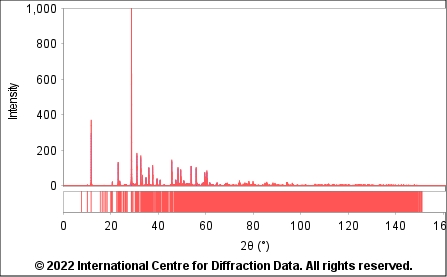 1,000
800
600
400
200
0
Intensity
0 20 40 60 80 100 120 140 160
2θ (°)
© 2022 International Centre for Diffraction Data. All rights reserved.